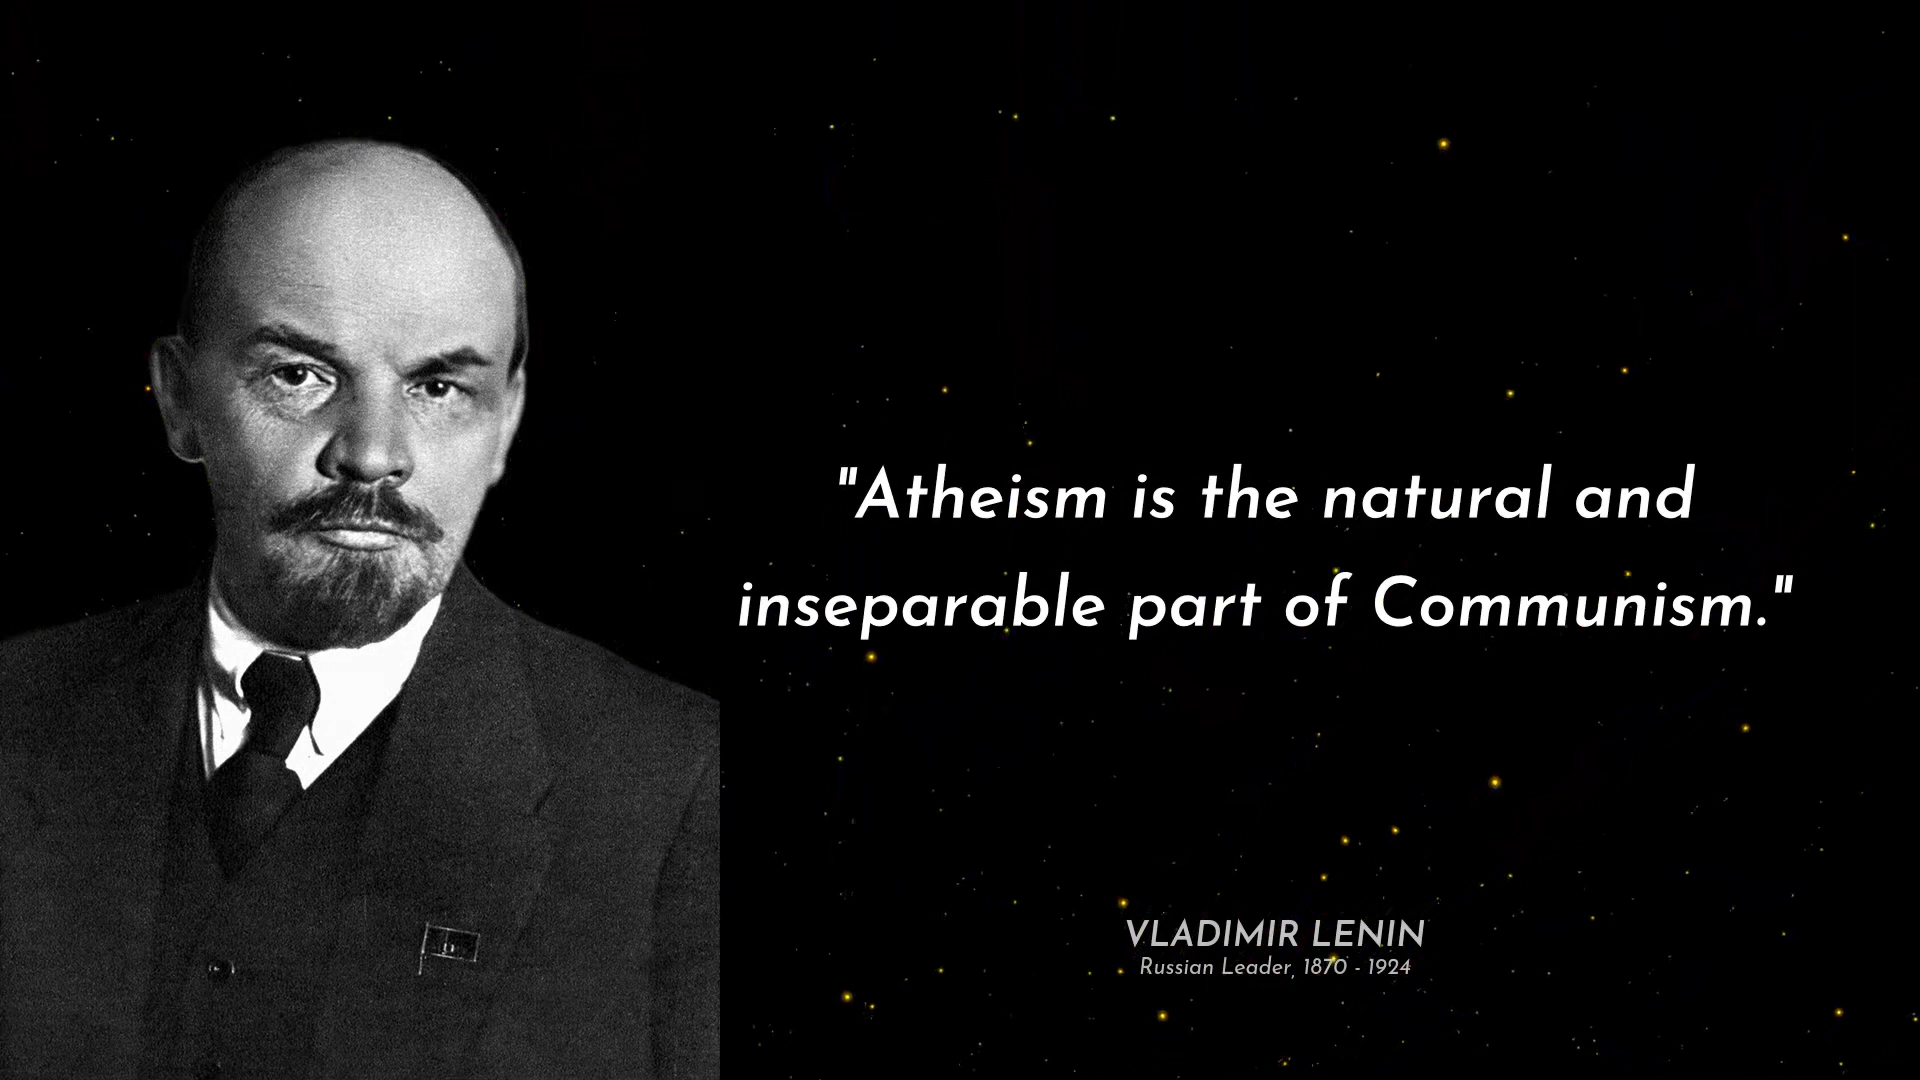 "Atheism is the natural and
inseparable part of Communism."
VLADIMIR LENIN
Russian Leader, 1870 - 1924